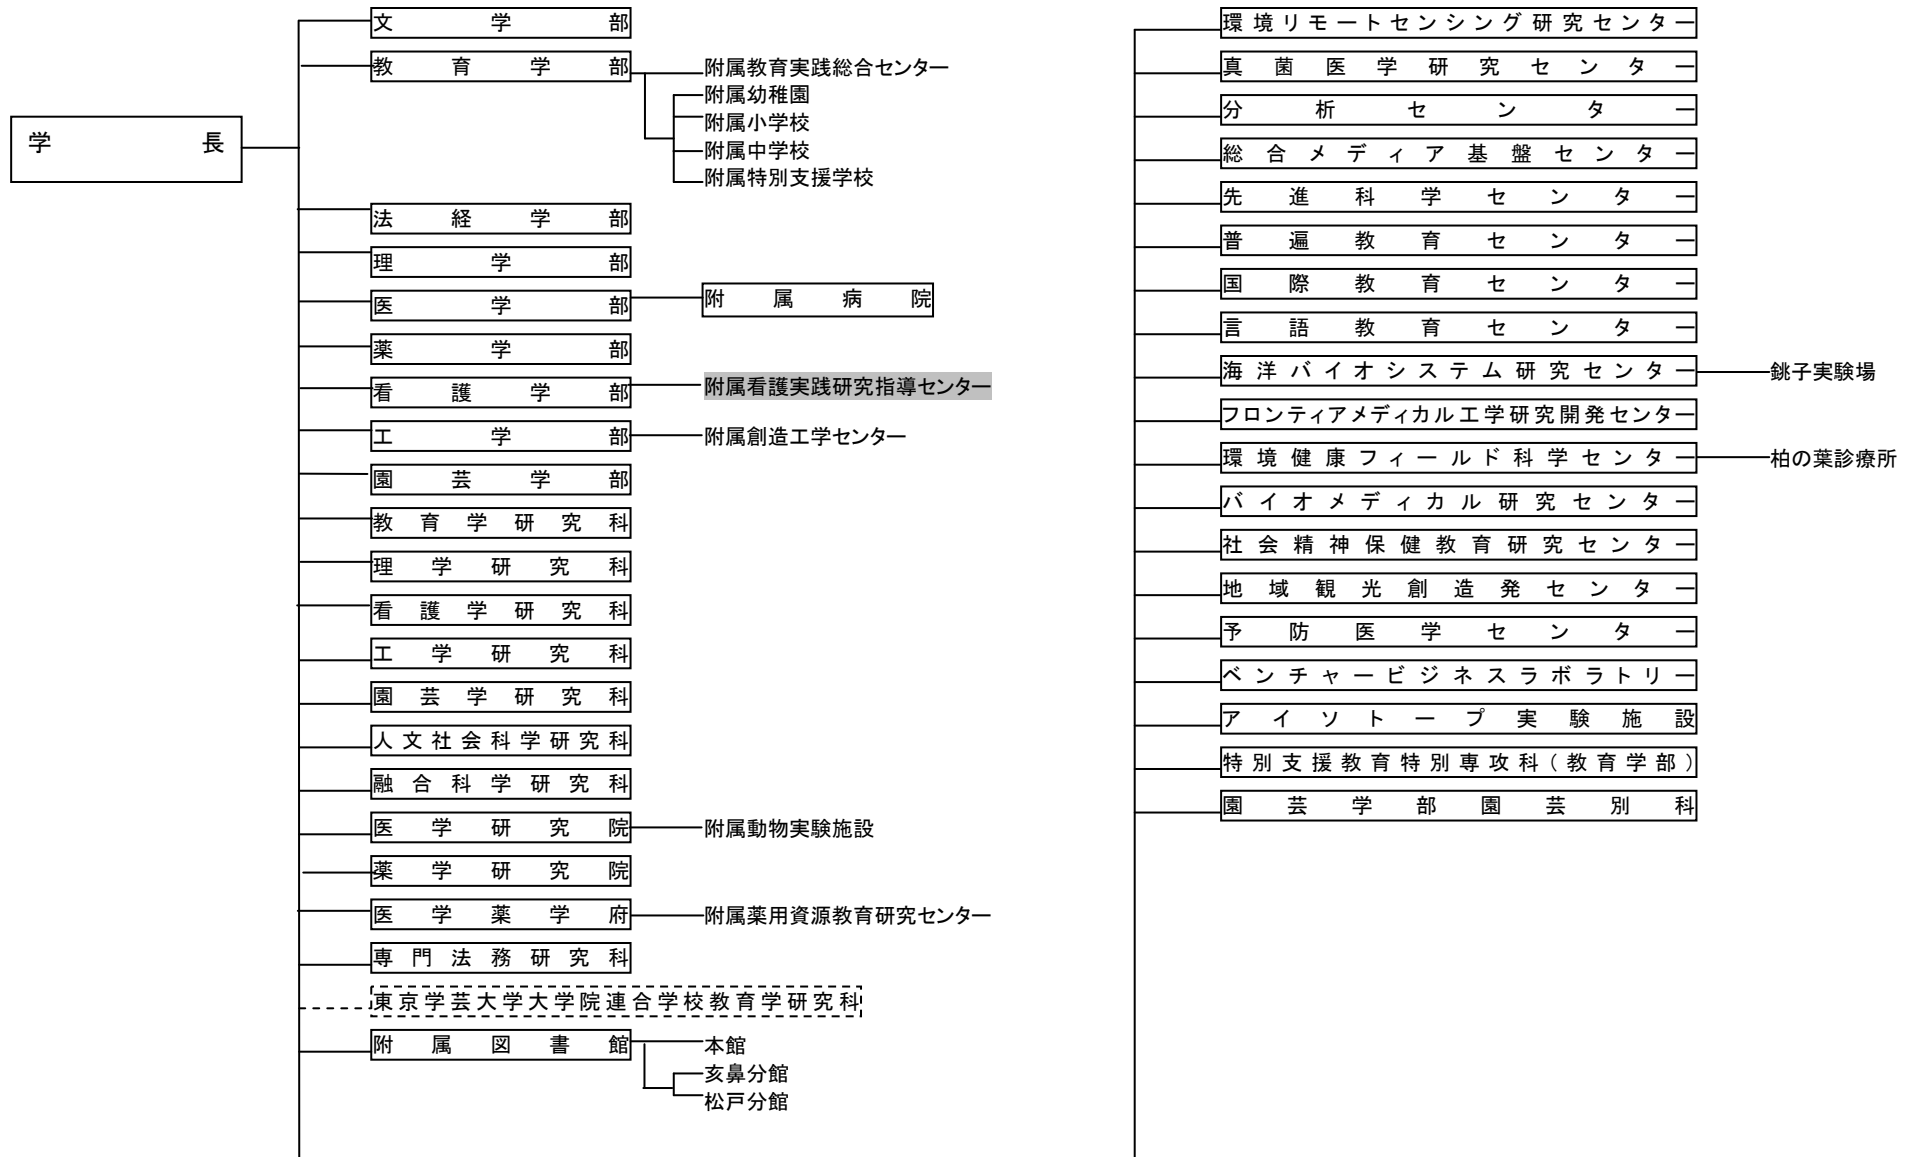 学長
文学部
教育学部
附属教育実践総合センター
附属幼稚園
附属小学校
附属中学校
附属特別支援学校
法経学部
理学部
医学部
附属病院
薬学部
看護学部
附属看護実践研究指導センター
工学部
附属創造工学センター
園芸学部
教育学研究科
理学研究科
看護学研究科
工学研究科
園芸学研究科
人文社会科学研究科
融合科学研究科
医学研究院
附属動物実験施設
薬学研究院
医学薬学府
附属薬用資源教育研究センター
専門法務研究科
東京学芸大学大学院連合学校教育学研究科
附属図書館
本館
亥鼻分館
松戸分館
環境リモートセンシング研究センター
真菌医学研究センター
分析センター
総合メディア基盤センター
先進科学センター
普遍教育センター
国際教育センター
言語教育センター
海洋バイオシステム研究センター
銚子実験場
フロンティアメディカル工学研究開発センター
環境健康フィールド科学センター
柏の葉診療所
バイオメディカル研究センター
社会精神保健教育研究センター
地域観光創造発センター
予防医学センター
ベンチャービジネスラボラトリー
アイソトープ実験施設
特別支援教育特別専攻科(教育学部)
園芸学部園芸別科